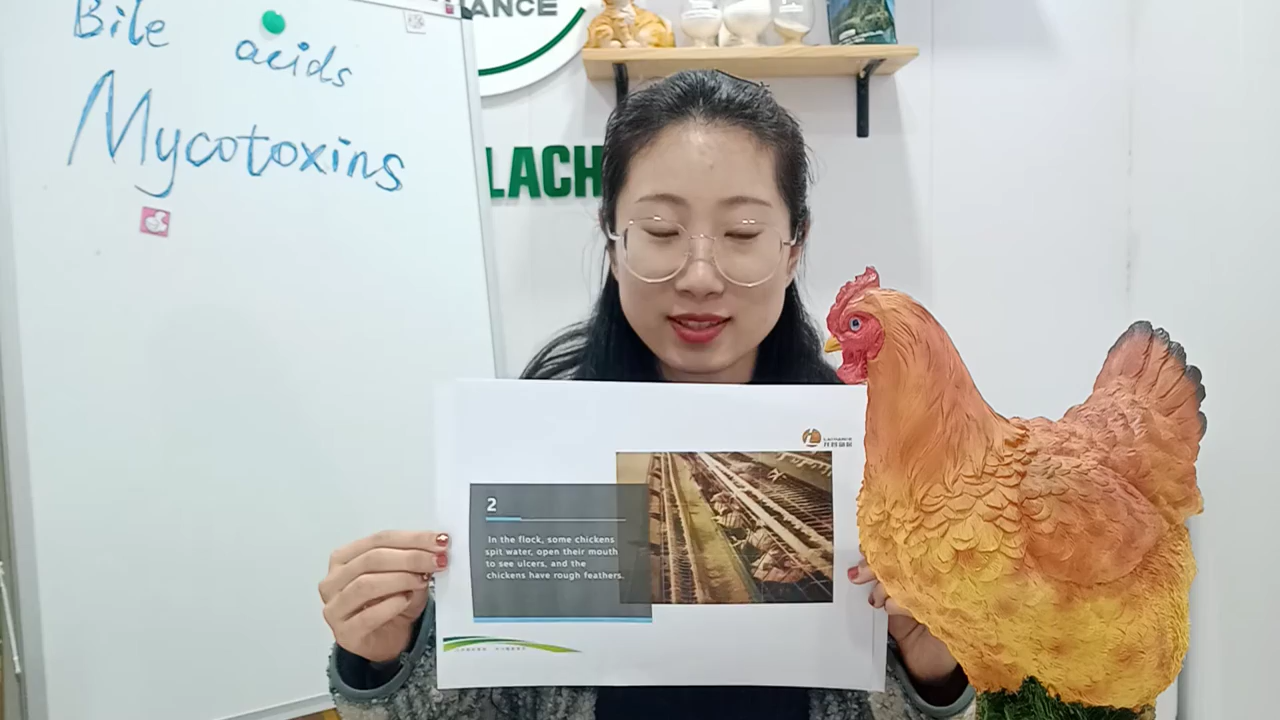 Bile
acids
Mycotoxins
ANCE
LACH
2
In the flock, some chickens
spit water, open their mouth
to see ulcers, and the
chickens have rough feathers.